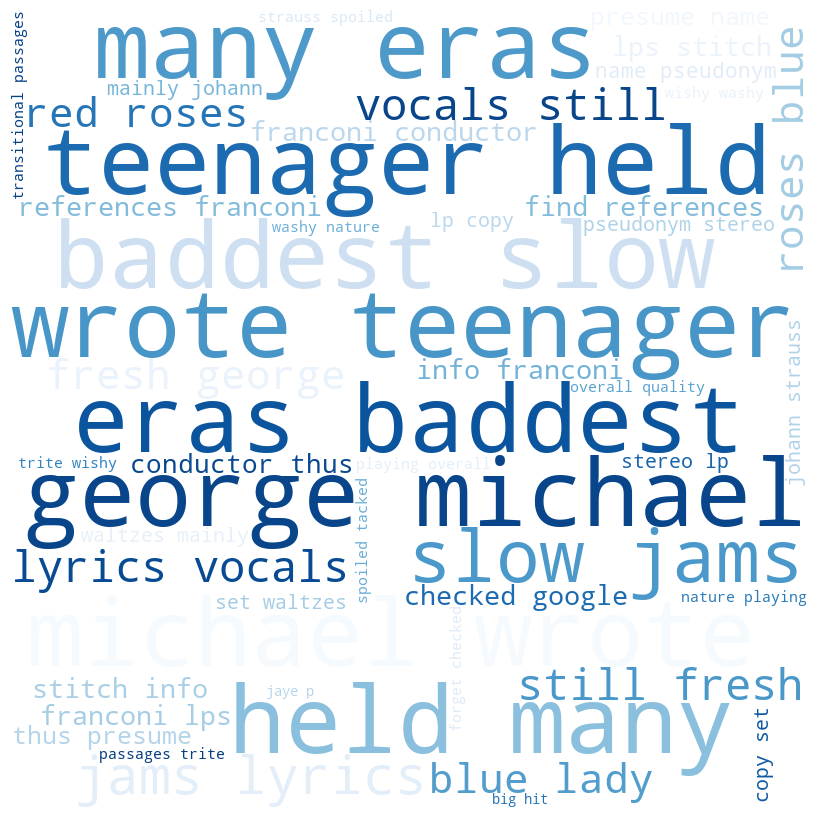 strauss spoiled
many eras
presume name
transitional passages
lps stitch
roses blue
name pseudonym
mainly johann
wishy washy
red roses
vocals still
franconi conductor
teenager held
references franconi
find references
lp copy
pseudonym stereo
washy nature
baddest slow
wrote teenager
johann strauss
fresh george
info franconi
overall quality
eras baddest
trite wishy
conductor thus
playing overall
stereo lp
george michael
spoiled tacked
waltzes mainly
slow jams
lyrics vocals
set waltzes
checked google
nature playing
michael wrote
forget checked
stitch info
jaye p
held many
still fresh
franconi lps
thus presume
copy set
passages trite
jams lyrics
blue lady
big hit